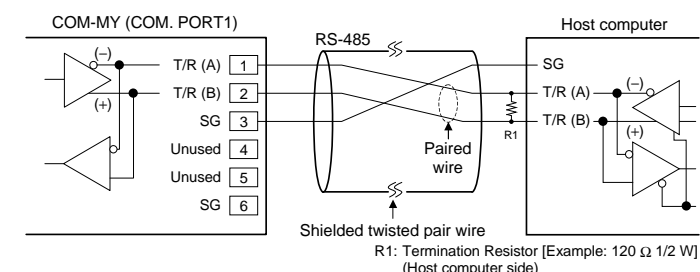 COM-MY (COM. PORT1)
Host computer
RS-485
(−)
T/R (A) 1
T/R (B) 2
(+)
SG 3
Unused 4
Unused 5
SG 6
SG
T/R (A)
(−)
T/R (B)
(+)
R1
Paired
wire
Shielded twisted pair wire
R1: Termination Resistor [Example: 120 Ω 1/2 W]
(Host computer side)